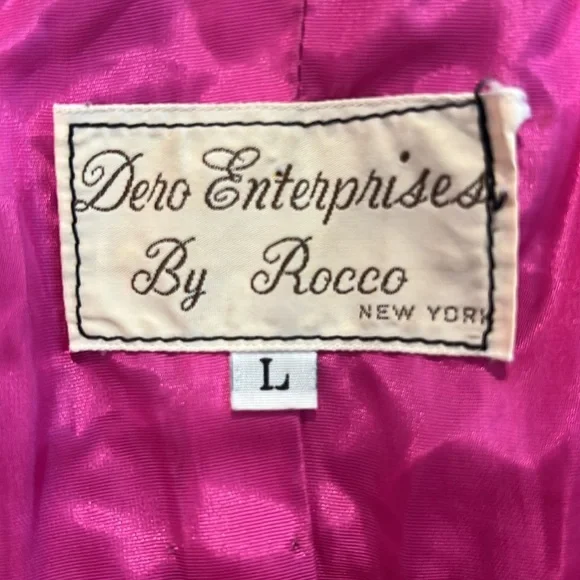 Dero Enterprises
By Rocco
NEW YORK
L